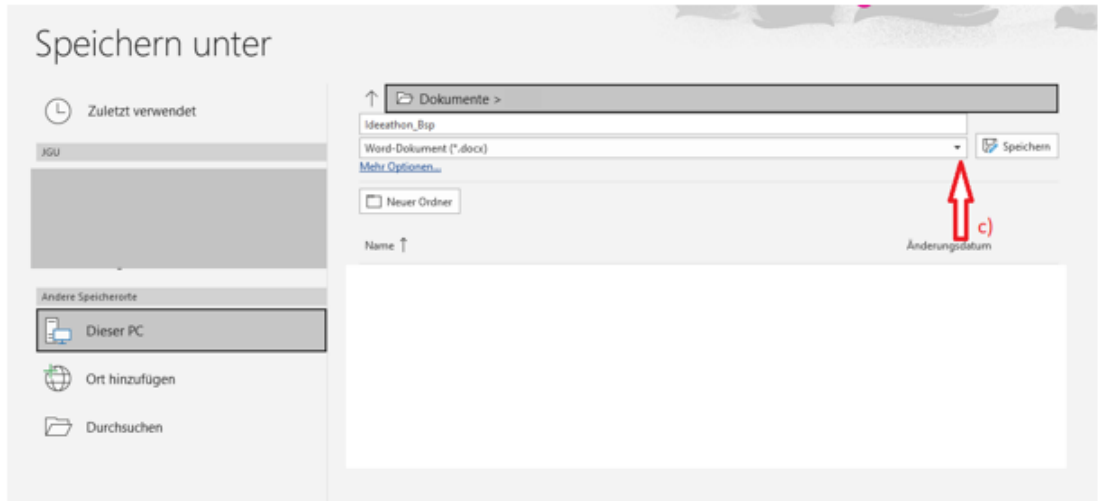 Speichern unter
Zuletzt verwendet
JGU
Andere Speicherorte
Dieser PC
Ort hinzufügen
Durchsuchen
Dokumente >
Ideeathon_Bsp
Word-Dokument (*.docx)
Speichern
Mehr Optionen...
Neuer Ordner
c)
Name ↑
Änderungsdatum